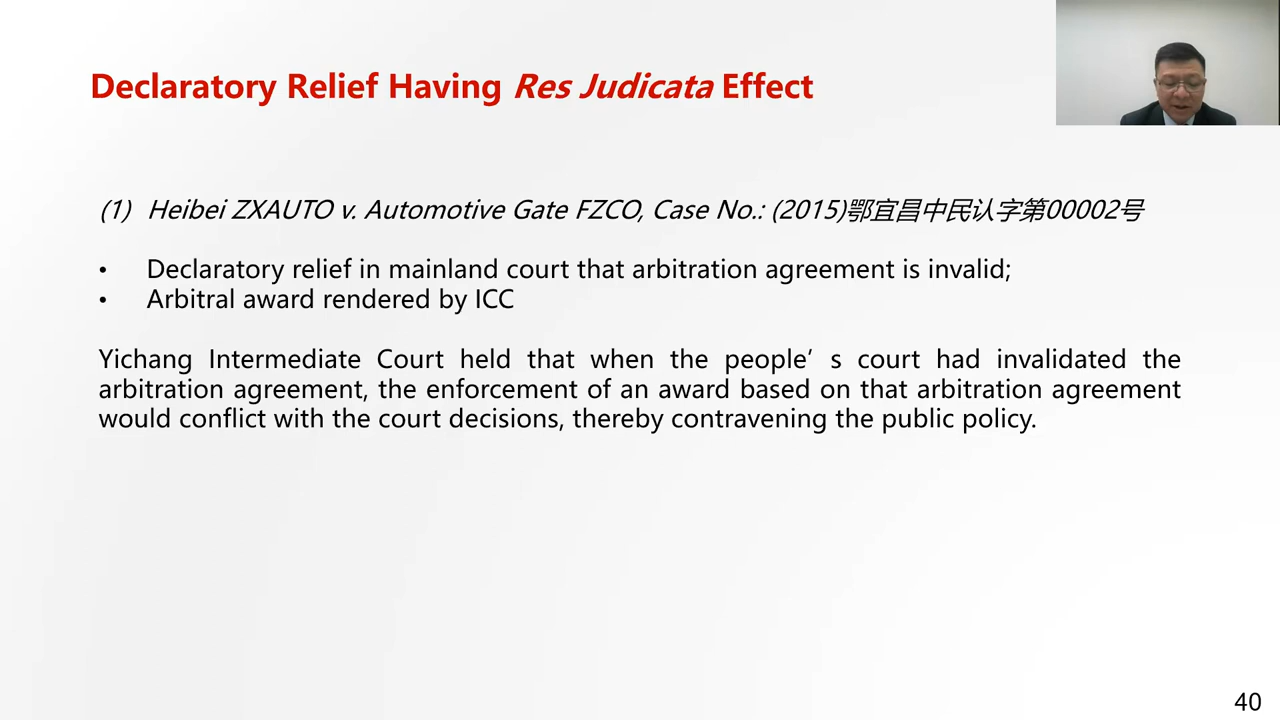 Declaratory Relief Having Res Judicata Effect
(1) Heibei ZXAUTO v. Automotive Gate FZCO, Case No.: (2015)鄂宜昌中民认字第00002号
• Declaratory relief in mainland court that arbitration agreement is invalid;
• Arbitral award rendered by ICC
Yichang Intermediate Court held that when the people’ s court had invalidated the
arbitration agreement, the enforcement of an award based on that arbitration agreement
would conflict with the court decisions, thereby contravening the public policy.
40